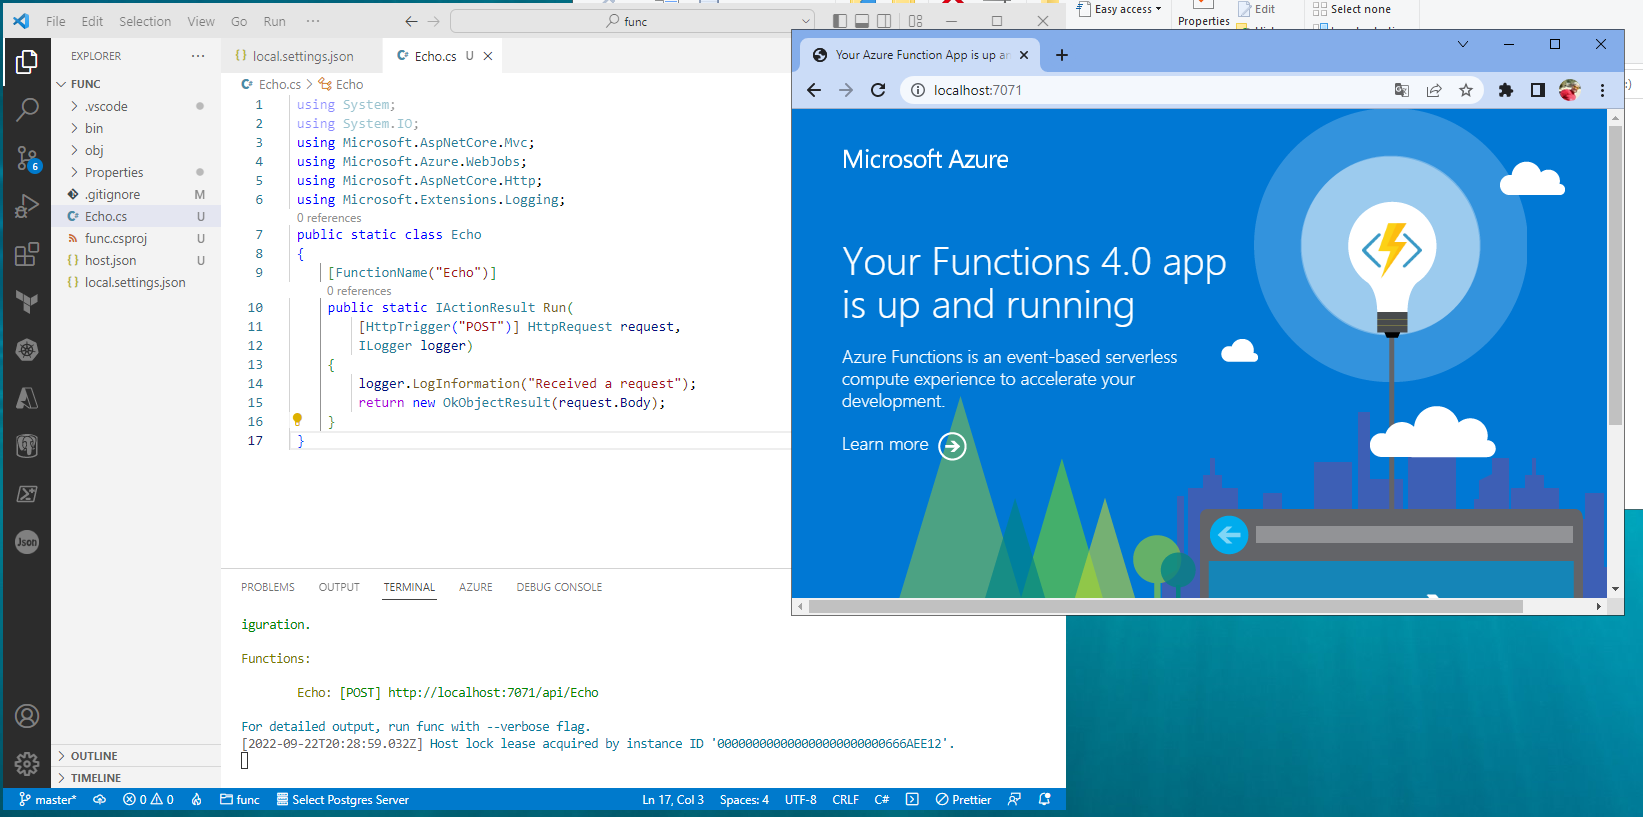 File Edit Selection View Go Run ···
func
EXPLORER
FUNC
.vscode
bin
obj
Properties
.gitignore M
Echo.cs U
func.csproj U
host.json U
local.settings.json
OUTLINE
TIMELINE
local.settings.json
Echo.cs U
Echo.cs > Echo
1 using System;
2 using System.IO;
3 using Microsoft.AspNetCore.Mvc;
4 using Microsoft.Azure.WebJobs;
5 using Microsoft.AspNetCore.Http;
6 using Microsoft.Extensions.Logging;
0 references
7 public static class Echo
8 {
9 [FunctionName("Echo")]
0 references
10 public static IActionResult Run(
11 [HttpTrigger("POST")] HttpRequest request,
12 ILogger logger)
13 {
14 logger.LogInformation("Received a request");
15 return new OkObjectResult(request.Body);
16 }
17 }
PROBLEMS OUTPUT TERMINAL AZURE DEBUG CONSOLE
iguration.
Functions:
Echo: [POST] http://localhost:7071/api/Echo
For detailed output, run func with --verbose flag.
[2022-09-22T20:28:59.032Z] Host lock lease acquired by instance ID '000000000000000000000000666AEE12'.
6
Json
master* 0 0 func Select Postgres Server Ln 17, Col 3 Spaces: 4 UTF-8 CRLF C# Prettier
Easy access
Properties
Edit
Select none
Your Azure Function App is up an
localhost:7071
Microsoft Azure
Your Functions 4.0 app
is up and running
Azure Functions is an event-based serverless
compute experience to accelerate your
development.
Learn more